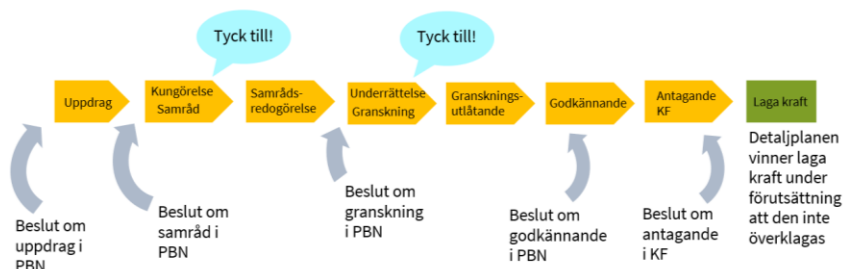 Tyck till!
Tyck till!
Uppdrag
Kungörelse
Samråd
Samråds-
redogörelse
Underrättelse
Granskning
Gransknings-
utlåtande
Godkännande
Antagande
KF
Laga kraft
Beslut om
uppdrag i
PBN
Beslut om
samråd i
PBN
Beslut om
granskning
i PBN
Beslut om
godkännande
i PBN
Beslut om
antagande
i KF
Detaljplanen
vinner laga
kraft under
förutsättning
att den inte
överklagas